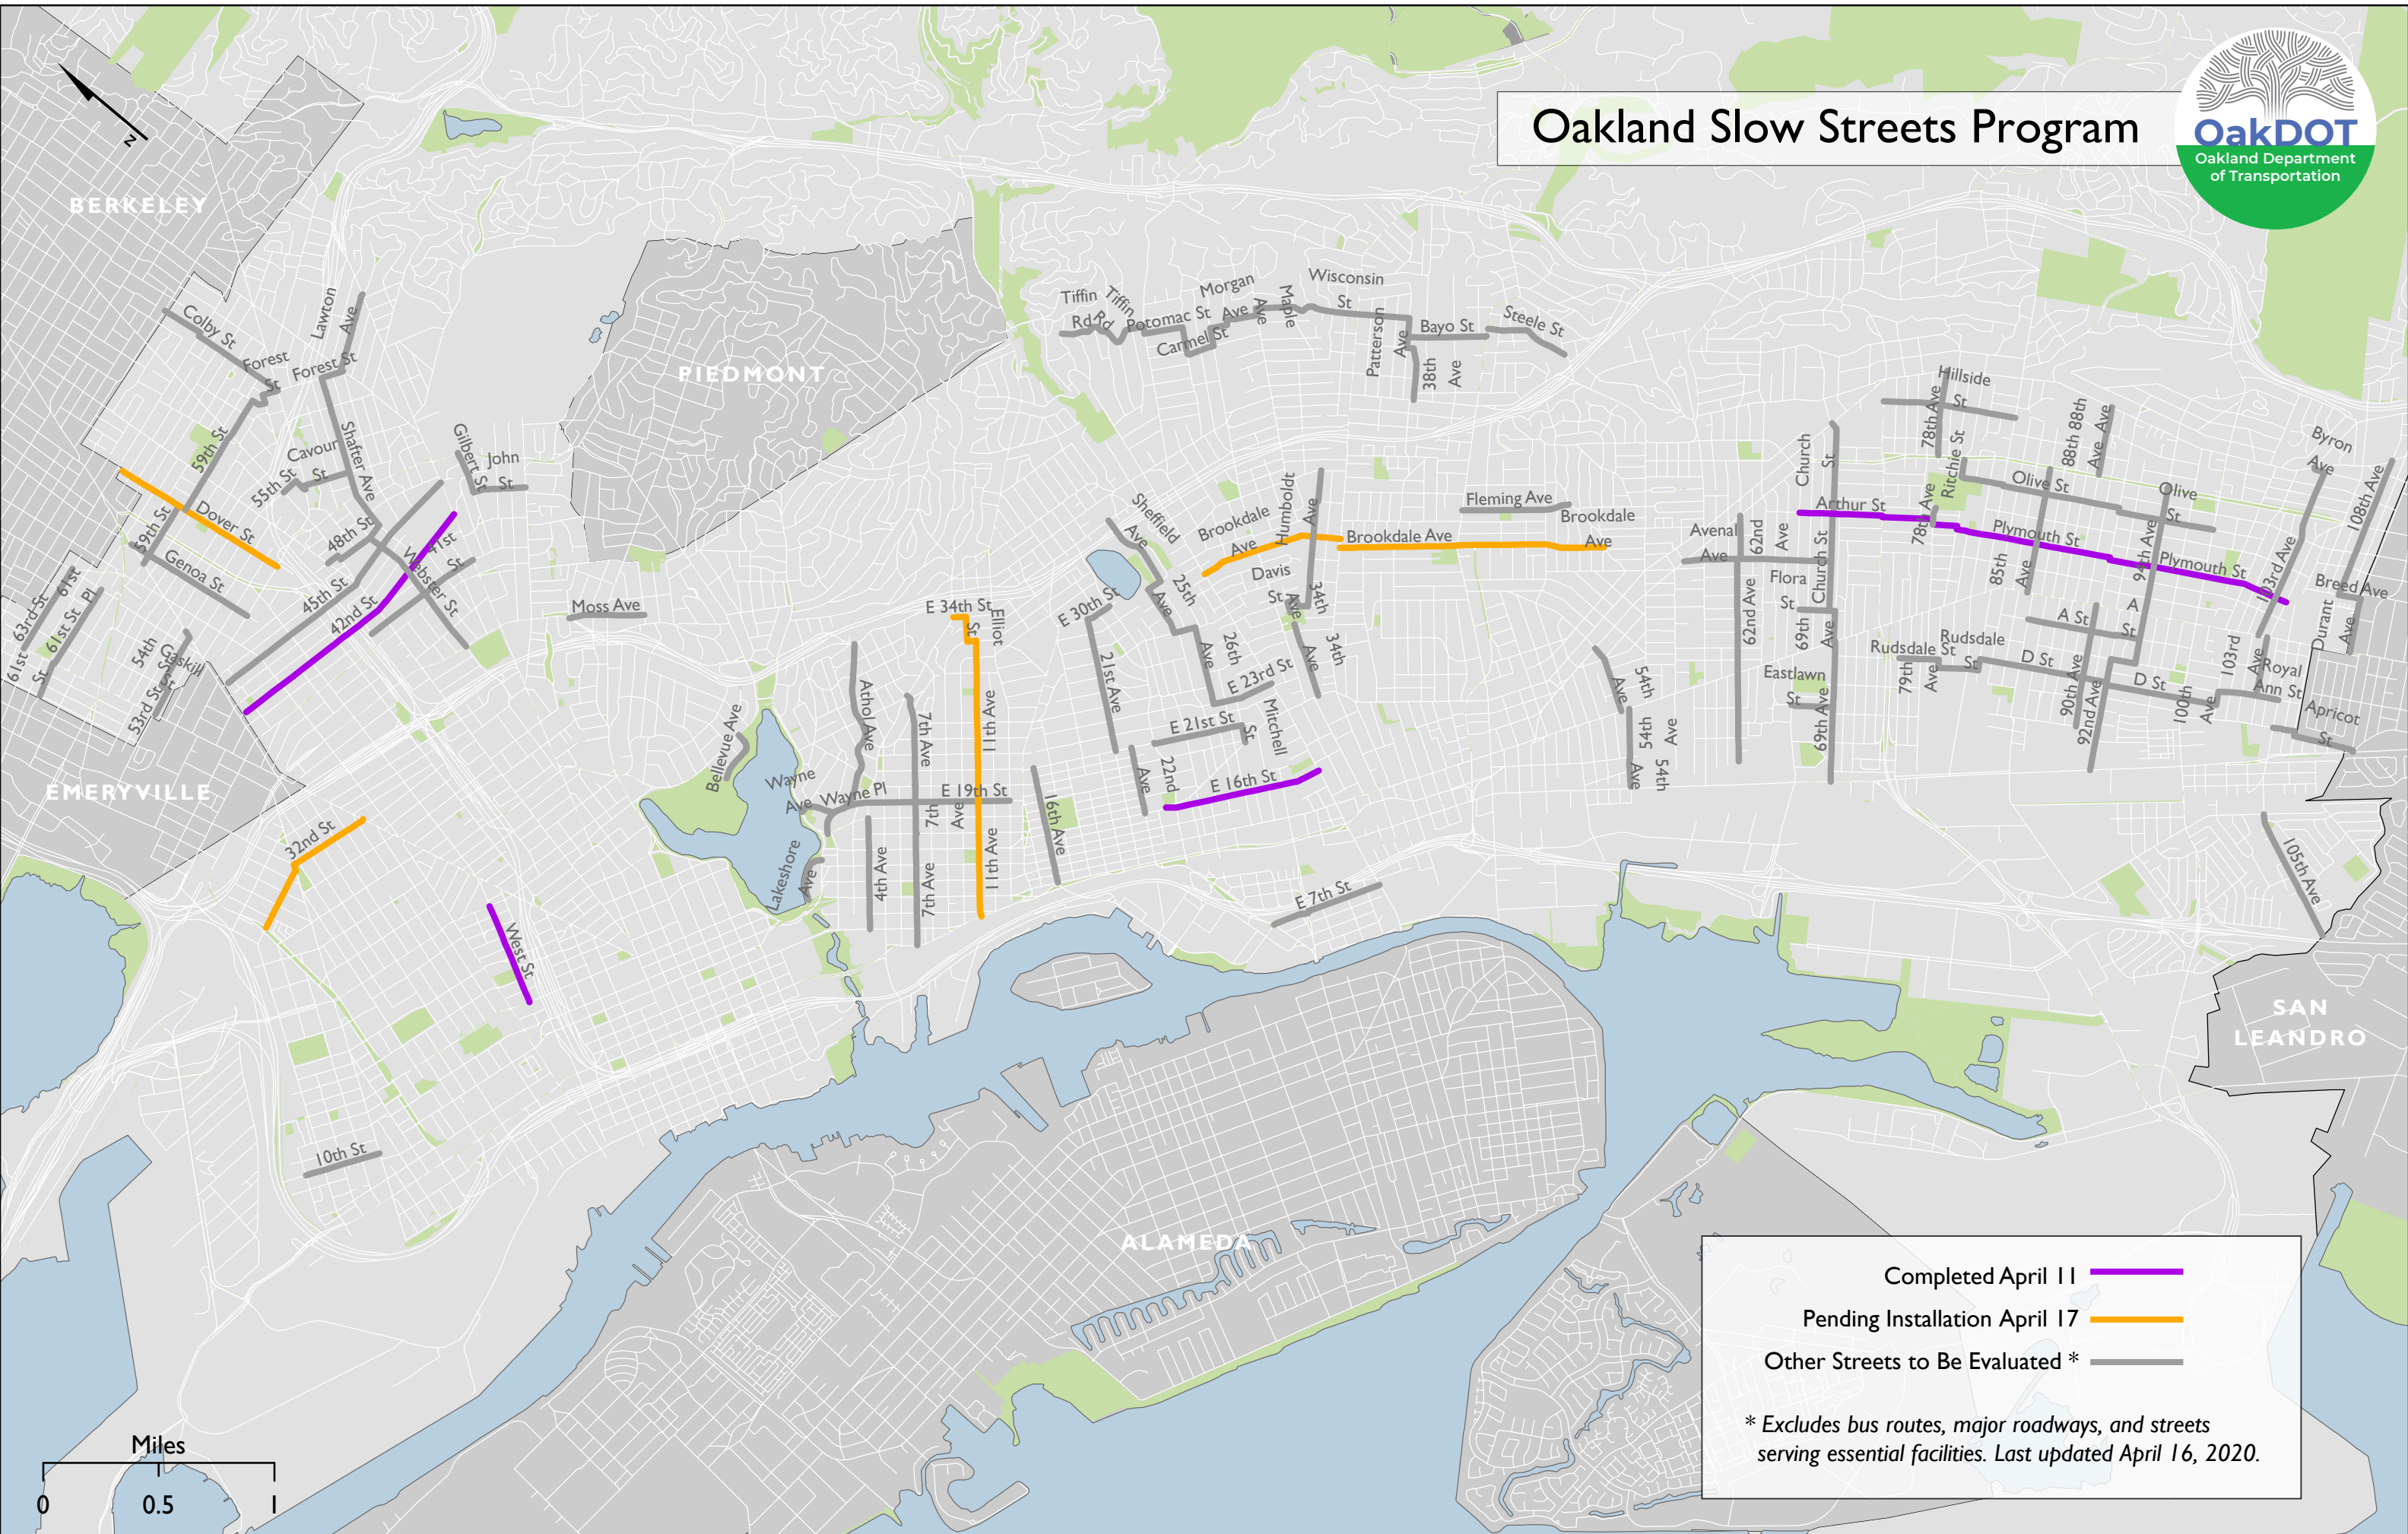 Oakland Slow Streets Program
OakDOT
Oakland Department
of Transportation
N
BERKELEY
PIEDMONT
EMERYVILLE
ALAMEDA
SAN
LEANDRO
Colby St
Forest
St
Forest St
Lawton
Ave
59th St
59th St
Cavour
St
55th St
Shafter Ave
Gilbert St
John
St
Dover St
48th St
Genoa St
45th St
42nd St
41st
St
Webster St
61st
63rd St
61st St
61st St Pl
54th
St
Gaskill
St
53rd St
Moss Ave
32nd St
West St
10th St
Bellevue Ave
Wayne
Ave
Wayne Pl
Lakeshore
Ave
Athol Ave
4th Ave
7th Ave
7th
Ave
7th Ave
E 34th St
Elliot
St
11th Ave
E 19th St
11th Ave
16th Ave
E 30th St
21st Ave
22nd
Ave
Sheffield
Ave
25th
Ave
26th
Ave
E 23rd St
E 21st St
Mitchell
St
E 16th St
E 7th St
Tiffin
Rd
Tiffin
Rd
Potomac St
Carmel St
Morgan
Ave
Maple
Ave
Wisconsin
St
Patterson
Ave
38th
Ave
Bayo St
Steele St
Brookdale
Ave
Humboldt
Ave
Brookdale Ave
Davis
St
34th
Ave
34th
Ave
Fleming Ave
Brookdale
Ave
54th
Ave
54th
Ave
54th
Ave
Avenal
Ave
62nd
Ave
62nd Ave
Church
St
Arthur St
Church St
Flora
St
69th
Ave
Eastlawn
St
69th Ave
78th Ave
Hillside
St
Ritchie St
78th Ave
88th
Ave
88th
Ave
Olive St
Olive
St
Plymouth St
Plymouth St
85th
Ave
94th Ave
A St
A
St
Rudsdale St
Rudsdale
St
79th
Ave
D St
D St
90th Ave
92nd Ave
100th
Ave
103rd Ave
103rd
Ave
Royal
Ann St
Apricot
St
Byron
Ave
108th Ave
Breed Ave
Durant
Ave
105th Ave
Completed April 11
Pending Installation April 17
Other Streets to Be Evaluated *
* Excludes bus routes, major roadways, and streets
serving essential facilities. Last updated April 16, 2020.
Miles
0
0.5
1